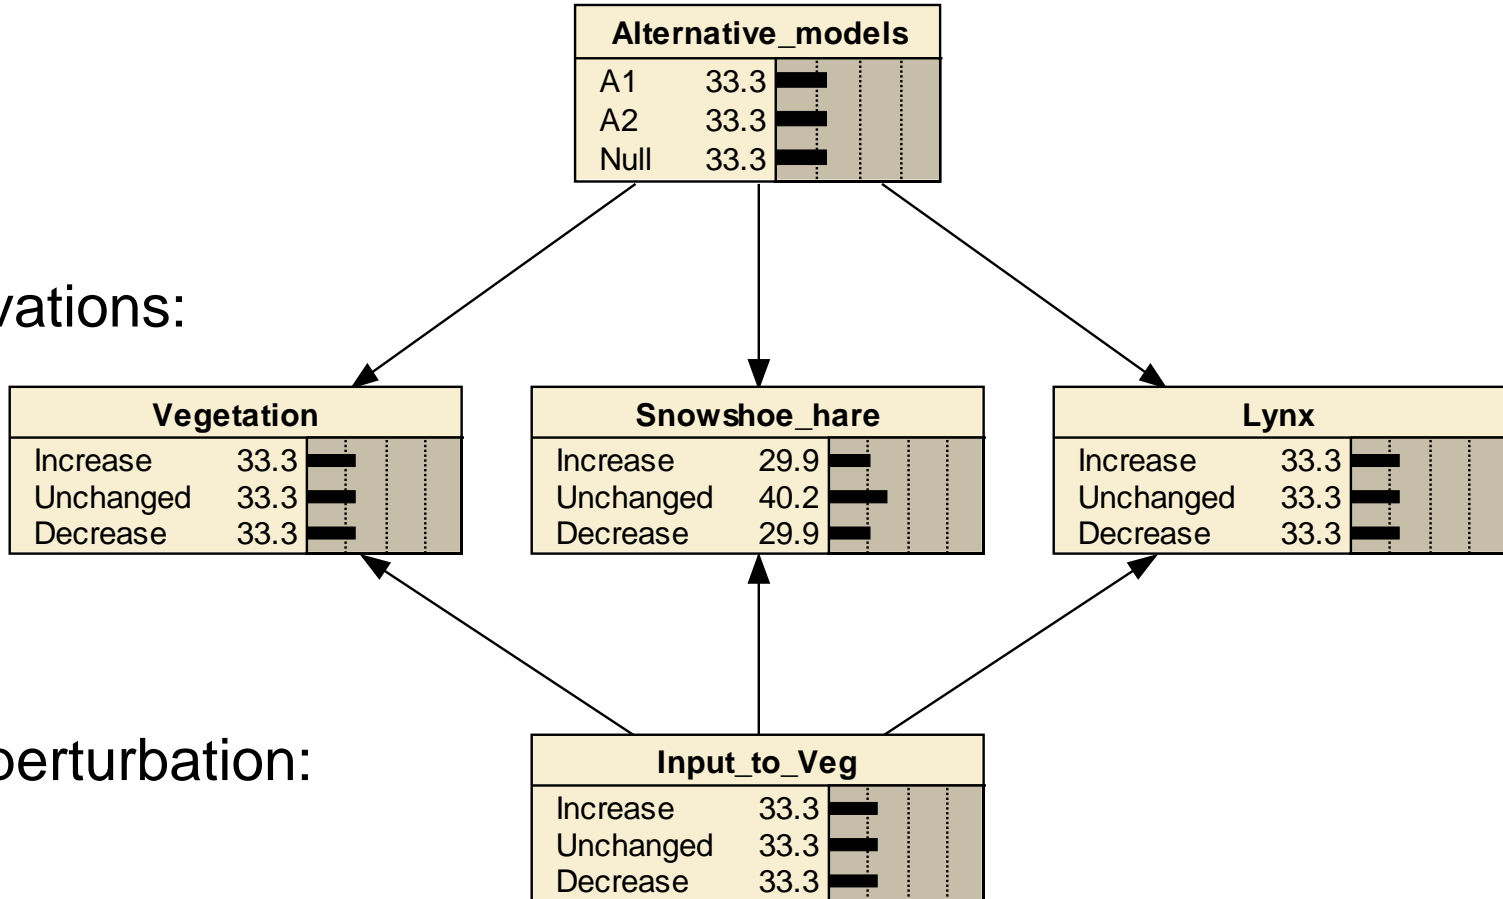 Alternative_models
A1 33.3
A2 33.3
Null 33.3
vations:
Vegetation
Increase 33.3
Unchanged 33.3
Decrease 33.3
Snowshoe_hare
Increase 29.9
Unchanged 40.2
Decrease 29.9
Lynx
Increase 33.3
Unchanged 33.3
Decrease 33.3
perturbation:
Input_to_Veg
Increase 33.3
Unchanged 33.3
Decrease 33.3